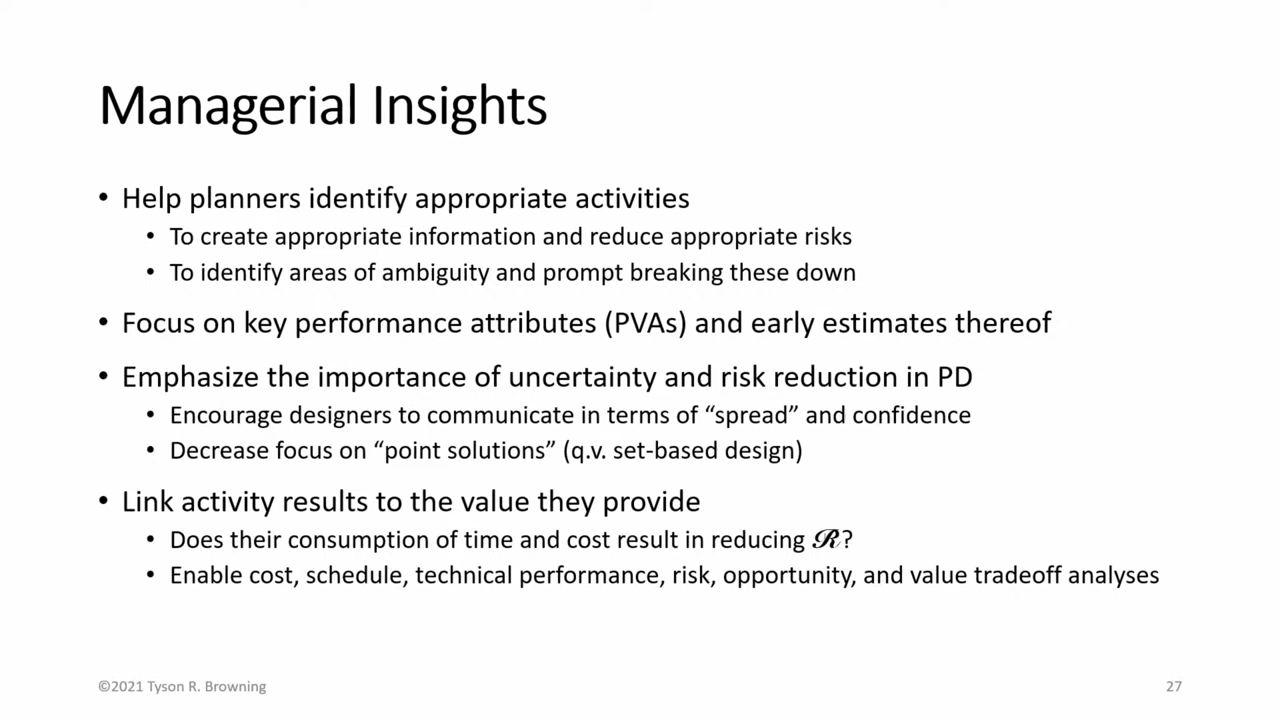 Managerial Insights
• Help planners identify appropriate activities
• To create appropriate information and reduce appropriate risks
• To identify areas of ambiguity and prompt breaking these down
• Focus on key performance attributes (PVAs) and early estimates thereof
• Emphasize the importance of uncertainty and risk reduction in PD
• Encourage designers to communicate in terms of “spread” and confidence
• Decrease focus on “point solutions” (q.v. set-based design)
• Link activity results to the value they provide
• Does their consumption of time and cost result in reducing 𝓡?
• Enable cost, schedule, technical performance, risk, opportunity, and value tradeoff analyses
©2021 Tyson R. Browning
27